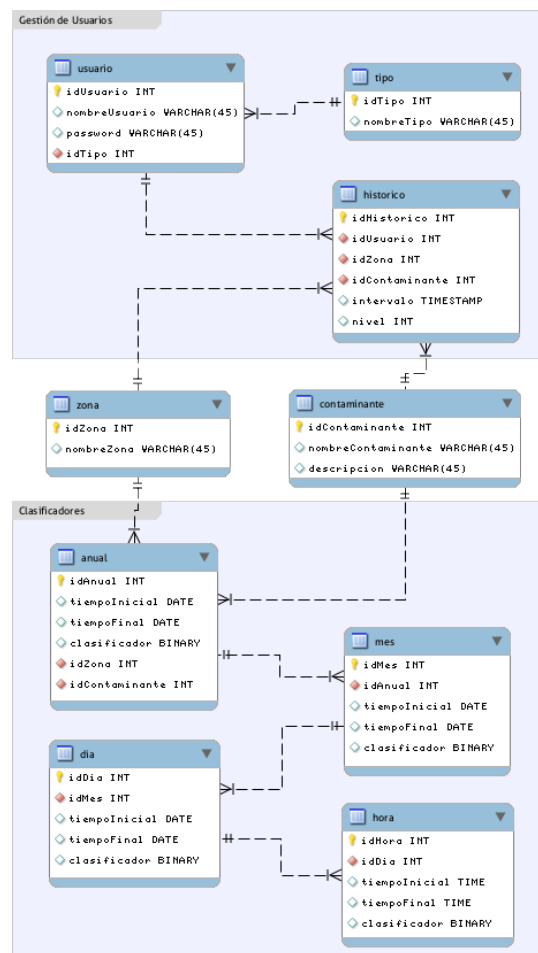 Gestión de Usuarios
usuario
idUsuario INT
nombreUsuario VARCHAR(45)
password VARCHAR(45)
idTipo INT
tipo
idTipo INT
nombreTipo VARCHAR(45)
historico
idHistorico INT
idUsuario INT
idZona INT
idContaminante INT
intervalo TIMESTAMP
nivel INT
zona
idZona INT
nombreZona VARCHAR(45)
contaminante
idContaminante INT
nombreContaminante VARCHAR(45)
descripcion VARCHAR(45)
Clasificadores
anual
idAnual INT
tiempoInicial DATE
tiempoFinal DATE
clasificador BINARY
idZona INT
idContaminante INT
mes
idMes INT
idAnual INT
tiempoInicial DATE
tiempoFinal DATE
clasificador BINARY
dia
idDia INT
idMes INT
tiempoInicial DATE
tiempoFinal DATE
clasificador BINARY
hora
idHora INT
idDia INT
tiempoInicial TIME
tiempoFinal TIME
clasificador BINARY